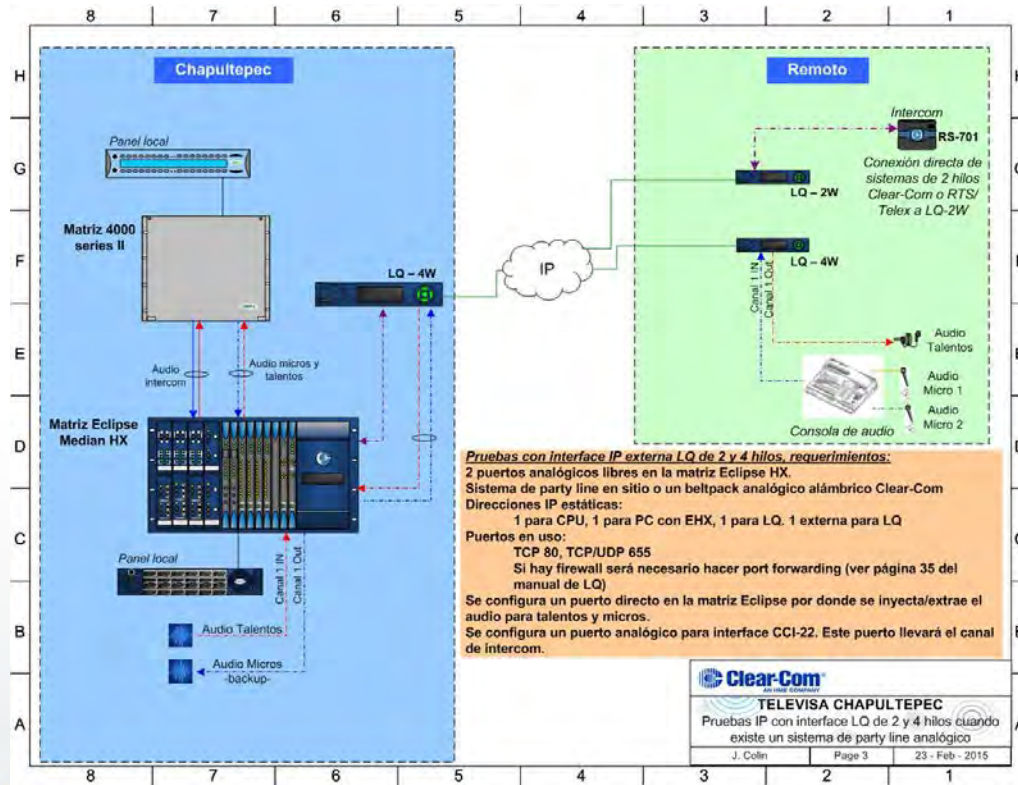 8 7 6 5 4 3 2 1
H
G
F
E
D
C
B
A
Chapultepec
Panel local
Matriz 4000
series II
LQ – 4W
Audio
intercom
Audio micros y
talentos
Matriz Eclipse
Median HX
Panel local
Canal 1 IN
Canal 1 Out
Audio Talentos
Audio Micros
-backup-
IP
Remoto
Intercom
RS-701
LQ – 2W
Conexión directa de
sistemas de 2 hilos
Clear-Com o RTS/
Telex a LQ-2W
LQ – 4W
Canal 1 IN
Canal 1 Out
Audio
Talentos
Audio
Micro 1
Audio
Micro 2
Consola de audio
Pruebas con interface IP externa LQ de 2 y 4 hilos, requerimientos:
2 puertos analógicos libres en la matriz Eclipse HX.
Sistema de party line en sitio o un beltpack analógico alámbrico Clear-Com
Direcciones IP estáticas:
1 para CPU, 1 para PC con EHX, 1 para LQ. 1 externa para LQ
Puertos en uso:
TCP 80, TCP/UDP 655
Si hay firewall será necesario hacer port forwarding (ver página 35 del
manual de LQ)
Se configura un puerto directo en la matriz Eclipse por donde se inyecta/extrae el
audio para talentos y micros.
Se configura un puerto analógico para interface CCI-22. Este puerto llevará el canal
de intercom.
Clear-Com
AN HME COMPANY
TELEVISA CHAPULTEPEC
Pruebas IP con interface LQ de 2 y 4 hilos cuando
existe un sistema de party line analógico
J. Colin Page 3 23 - Feb - 2015
8 7 6 5 4 3 2 1